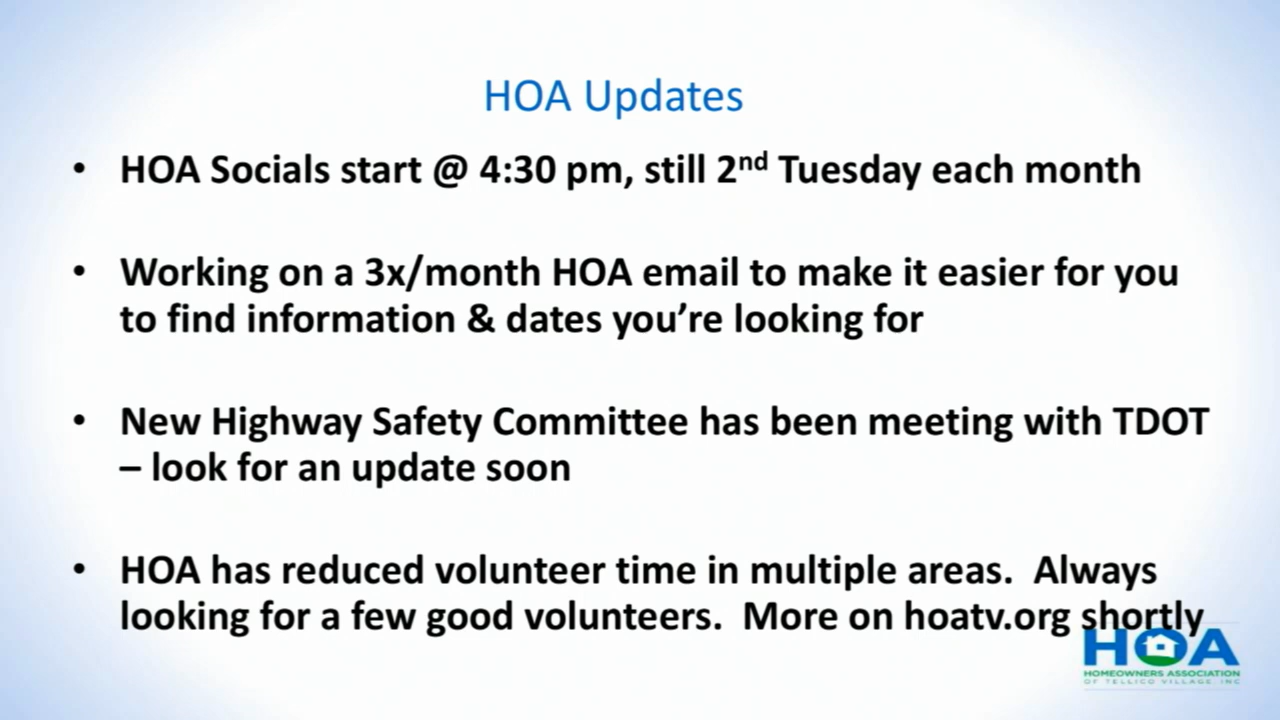 HOA Updates
• HOA Socials start @ 4:30 pm, still 2nd Tuesday each month
• Working on a 3x/month HOA email to make it easier for you
to find information & dates you’re looking for
• New Highway Safety Committee has been meeting with TDOT
– look for an update soon
• HOA has reduced volunteer time in multiple areas.  Always
looking for a few good volunteers.  More on hoatv.org shortly
HOA
HOMEOWNERS ASSOCIATION
OF TELLICO VILLAGE, INC